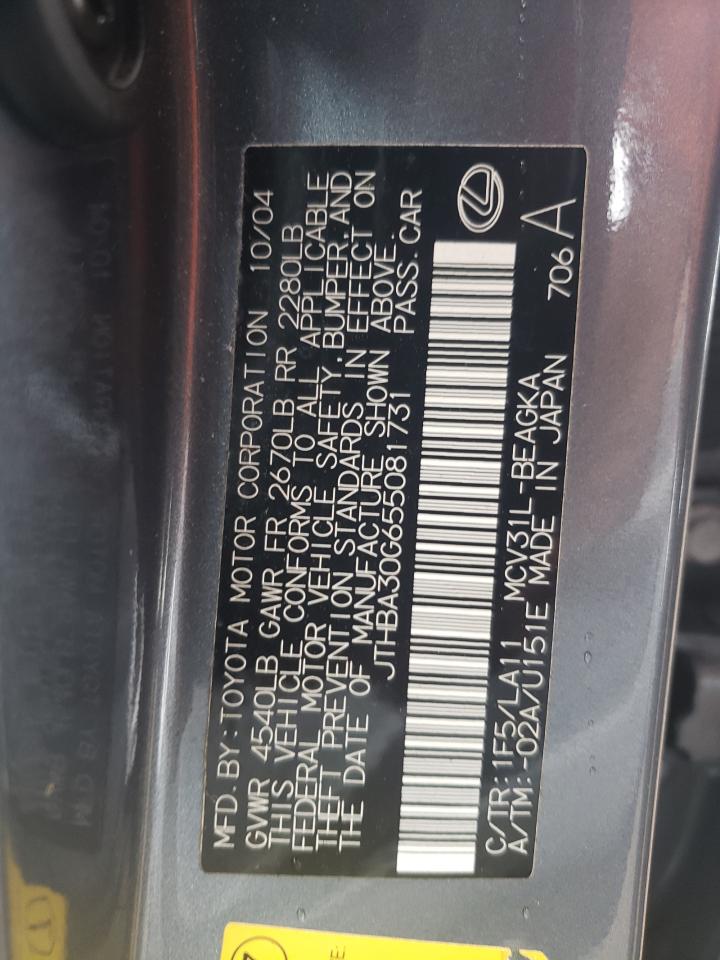 MFD. BY: TOYOTA MOTOR CORPORATION 10/04
GVWR 4540LB GAWR FR 2670LB RR 2280LB
THIS VEHICLE CONFORMS TO ALL APPLICABLE
FEDERAL MOTOR VEHICLE SAFETY, BUMPER, AND
THEFT PREVENTION STANDARDS IN EFFECT ON
THE DATE OF MANUFACTURE SHOWN ABOVE.
JTHBA30G655081731 PASS. CAR
C/TR: 1F5/LA11 MCV31L-BEAGKA
A/TM: -02A/U151E MADE IN JAPAN 706 A